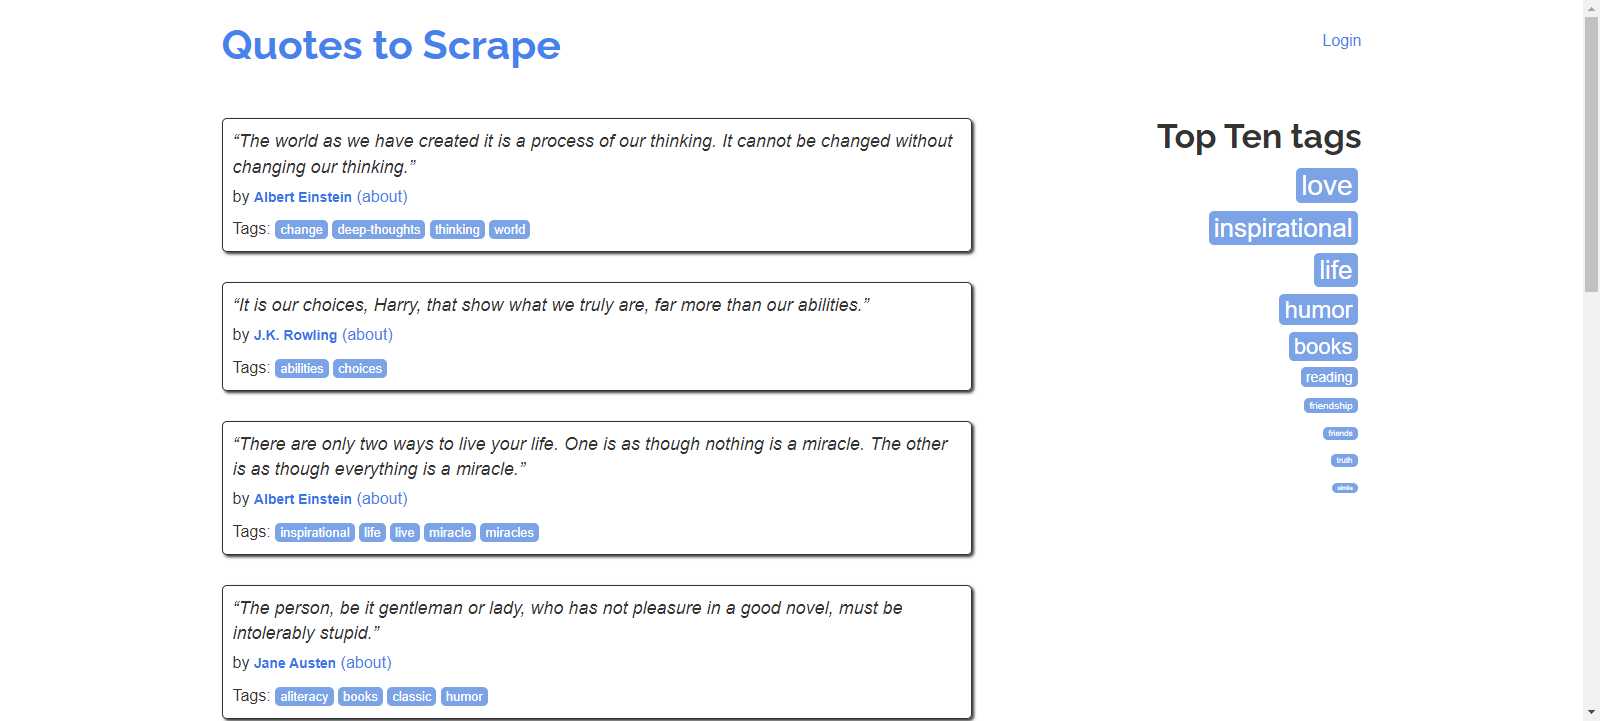 Quotes to Scrape
Login
“The world as we have created it is a process of our thinking. It cannot be changed without
changing our thinking.”
by Albert Einstein (about)
Tags: change deep-thoughts thinking world
“It is our choices, Harry, that show what we truly are, far more than our abilities.”
by J.K. Rowling (about)
Tags: abilities choices
“There are only two ways to live your life. One is as though nothing is a miracle. The other
is as though everything is a miracle.”
by Albert Einstein (about)
Tags: inspirational life live miracle miracles
“The person, be it gentleman or lady, who has not pleasure in a good novel, must be
intolerably stupid.”
by Jane Austen (about)
Tags: aliteracy books classic humor
Top Ten tags
love
inspirational
life
humor
books
reading
friendship
friends
truth
simile